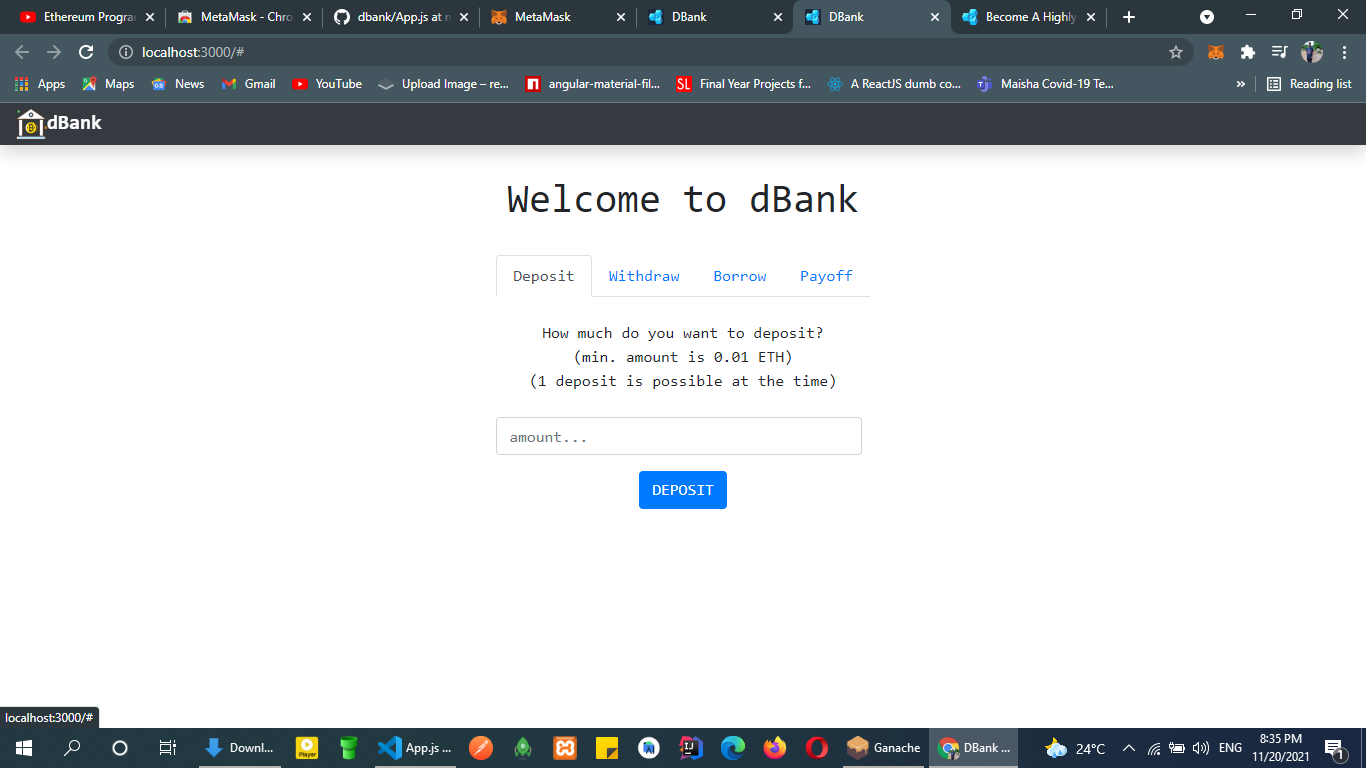 Ethereum Progra
MetaMask - Chro
dbank/App.js at n
MetaMask
DBank
DBank
Become A Highly
localhost:3000/#
Apps
Maps
News
Gmail
YouTube
Upload Image – re...
angular-material-fil...
SL
Final Year Projects f...
A ReactJS dumb co...
Maisha Covid-19 Te...
»
Reading list
dBank
Welcome to dBank
Deposit
Withdraw
Borrow
Payoff
How much do you want to deposit?
(min. amount is 0.01 ETH)
(1 deposit is possible at the time)
amount...
DEPOSIT
localhost:3000/#
Downl...
Player
App.js ...
IJ
Ganache
DBank ...
24°C
ENG
8:35 PM
11/20/2021
1